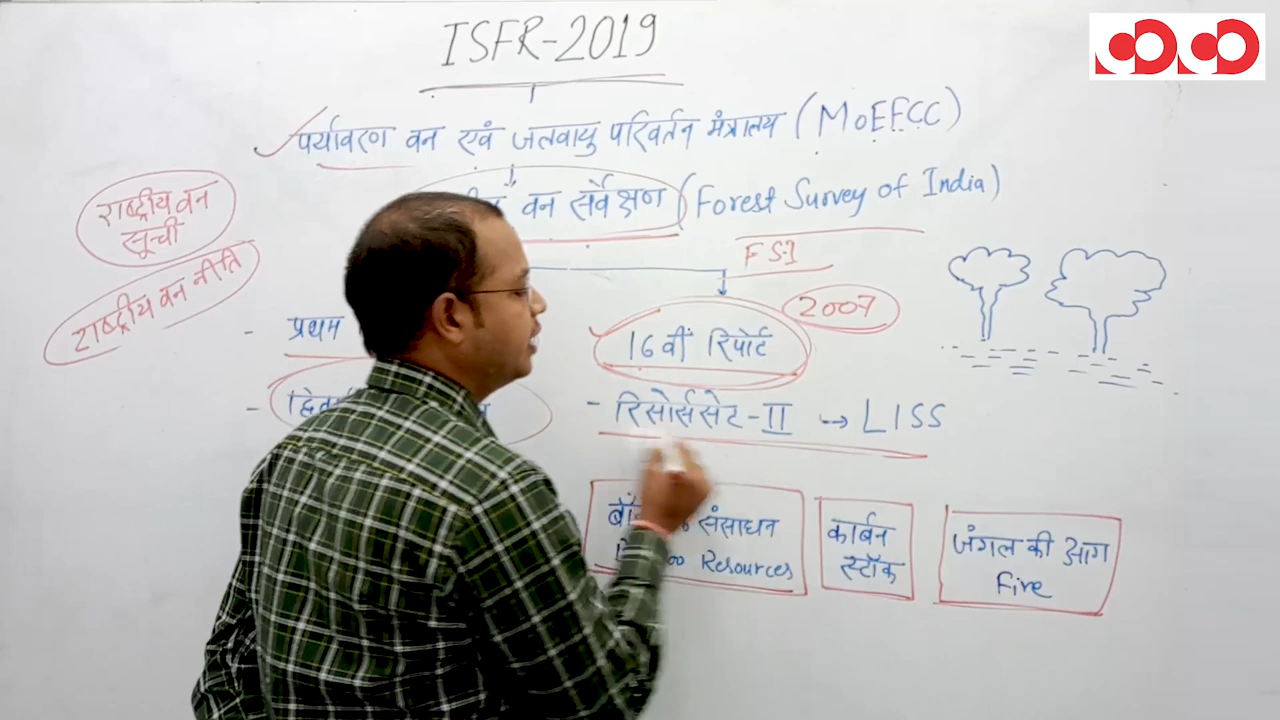 ISFR-2019
पर्यावरण वन एवं जलवायु परिवर्तन मंत्रालय (MoEFCC)
वन सर्वेक्षण (Forest Survey of India)
राष्ट्रीय वन
सूची
राष्ट्रीय वन नीति
FSI
2007
- प्रथम
16वीं रिपोर्ट
- रिसोर्ससेट-II → LISS
संसाधन
Resources
कार्बन
स्टॉक
जंगल की आग
Fire